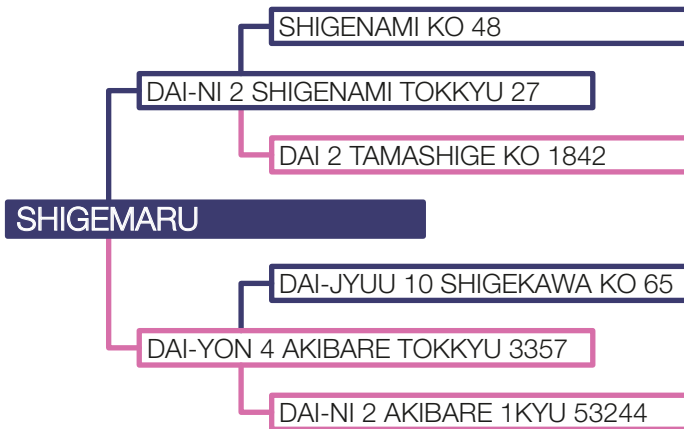 SHIGENAMI KO 48
DAI-NI 2 SHIGENAMI TOKKYU 27
DAI 2 TAMASHIGE KO 1842
SHIGEMARU
DAI-JYUU 10 SHIGEKAWA KO 65
DAI-YON 4 AKIBARE TOKKYU 3357
DAI-NI 2 AKIBARE 1KYU 53244